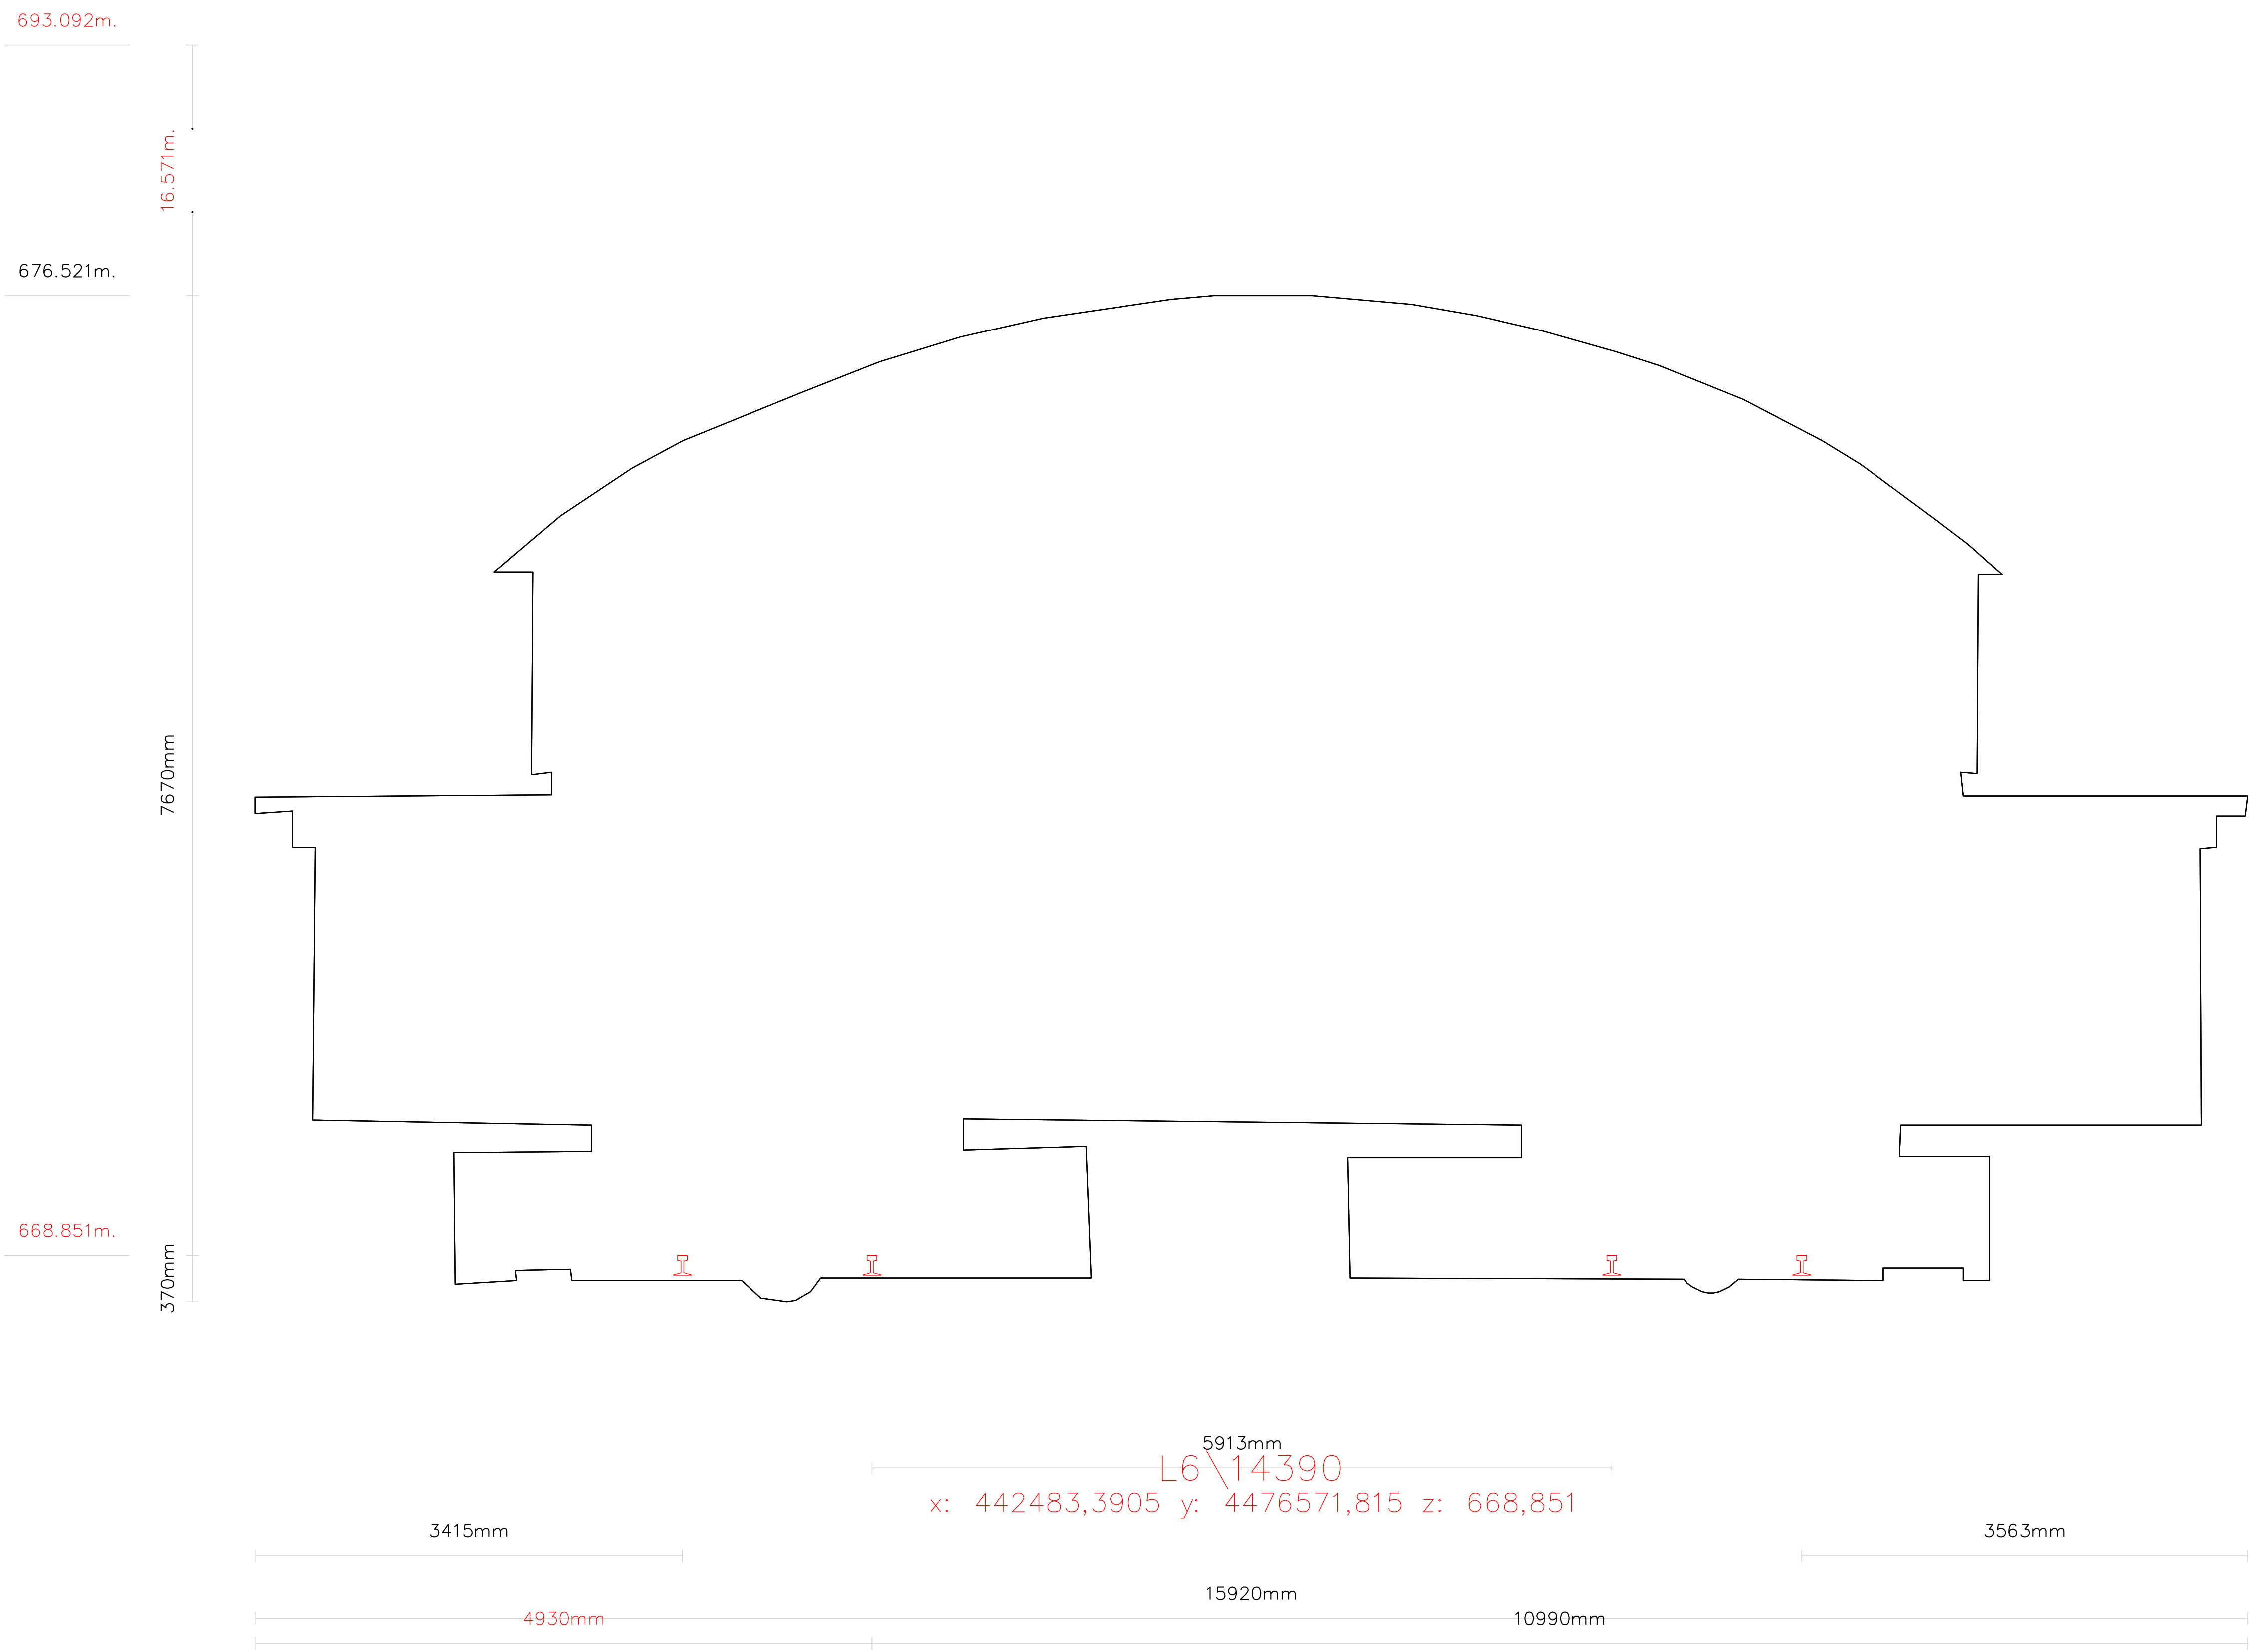 693.092m.
16.571m.
676.521m.
7670mm
668.851m.
370mm
5913mm
L6\14390
x: 442483,3905 y: 4476571,815 z: 668,851
3415mm
3563mm
15920mm
4930mm
10990mm